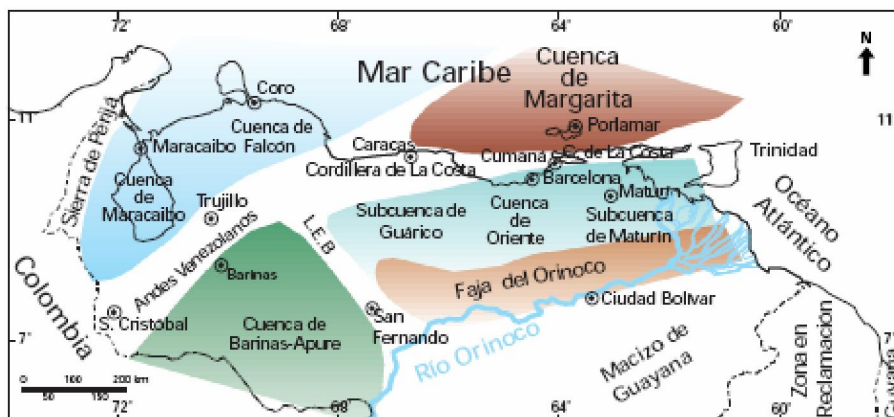 72° 68° 64° 60°
N
Mar Caribe
Cuenca
de
Margarita
Coro
11
11
Porlamar
Sierra de Perijá
Maracaibo
Cuenca de
Falcón
Caracas
Cordillera de La Costa
Cumaná
C. de La Costa
Trinidad
Barcelona
Cuenca
de
Maracaibo
Trujillo
Maturín
Océano
Atlántico
Subcuenca de
Guárico
Cuenca
de
Oriente
Subcuenca
de Maturín
L.E.B
Andes Venezolanos
Barinas
Faja del Orinoco
Colombia
S. Cristóbal
San
Fernando
Ciudad Bolívar
7°
7°
Cuenca de
Barinas-Apure
Río Orinoco
Macizo de
Guayana
Zona en
Reclamación
0 100 200 km
50 150
72° 68° 64° 60°